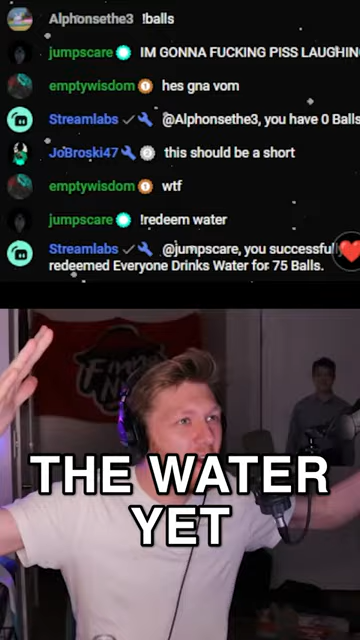 Alphonsethe3 !balls
jumpscare IM GONNA FUCKING PISS LAUGHIN
emptywisdom hes gna vom
Streamlabs @Alphonsethe3, you have 0 Balls
JoBroski47 this should be a short
emptywisdom wtf
jumpscare !redeem water
Streamlabs @jumpscare, you successfull
redeemed Everyone Drinks Water for 75 Balls.
THE WATER
YET